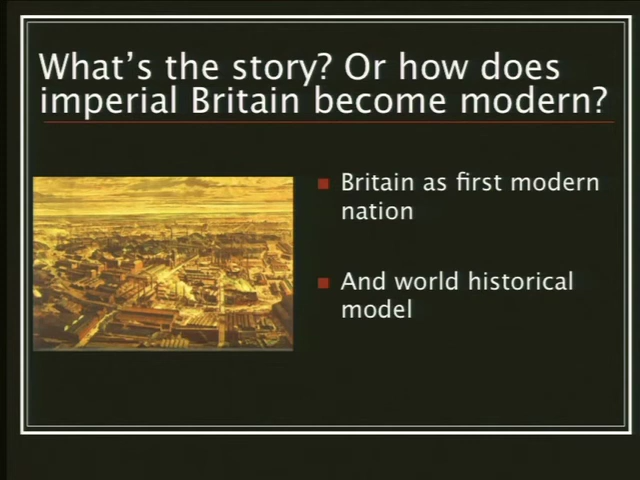 What's the story? Or how does
imperial Britain become modern?
Britain as first modern
nation
And world historical
model